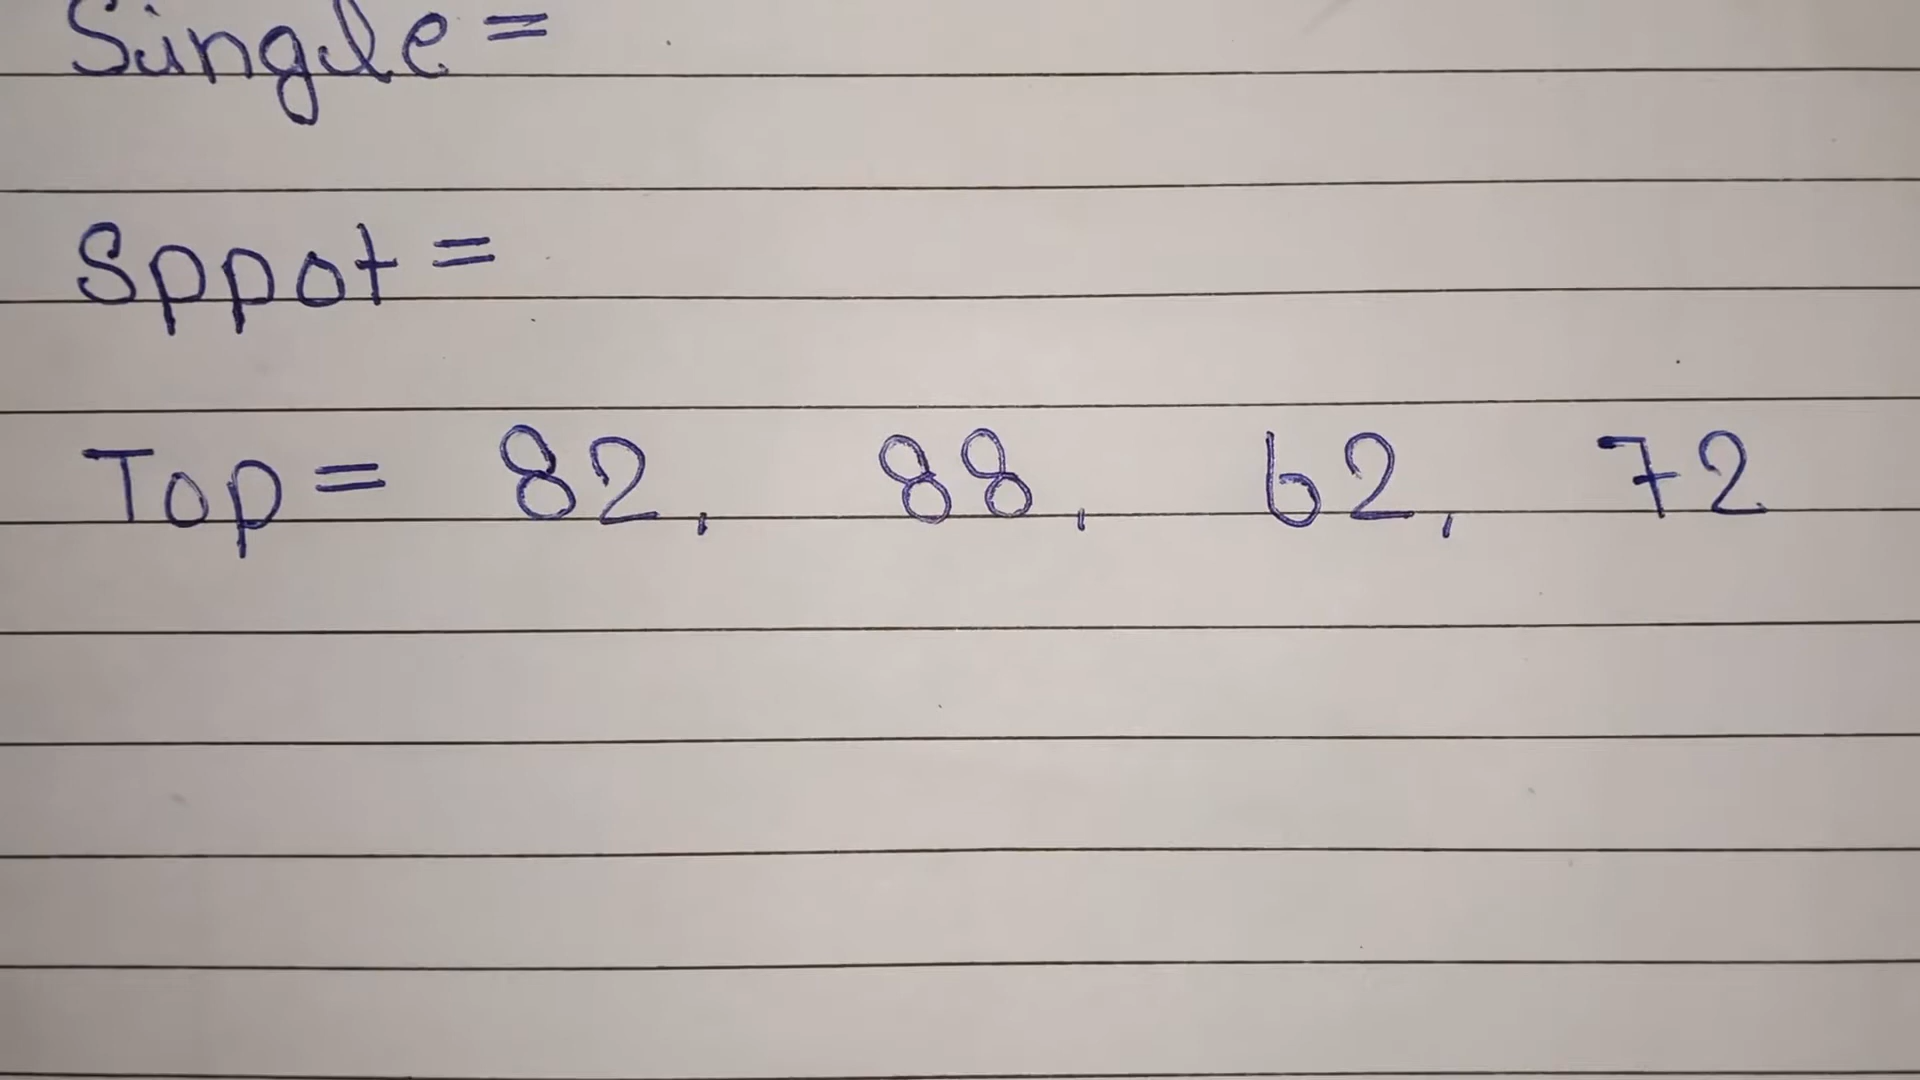 Single =
Sppot =
Top = 82, 88, 62, 72